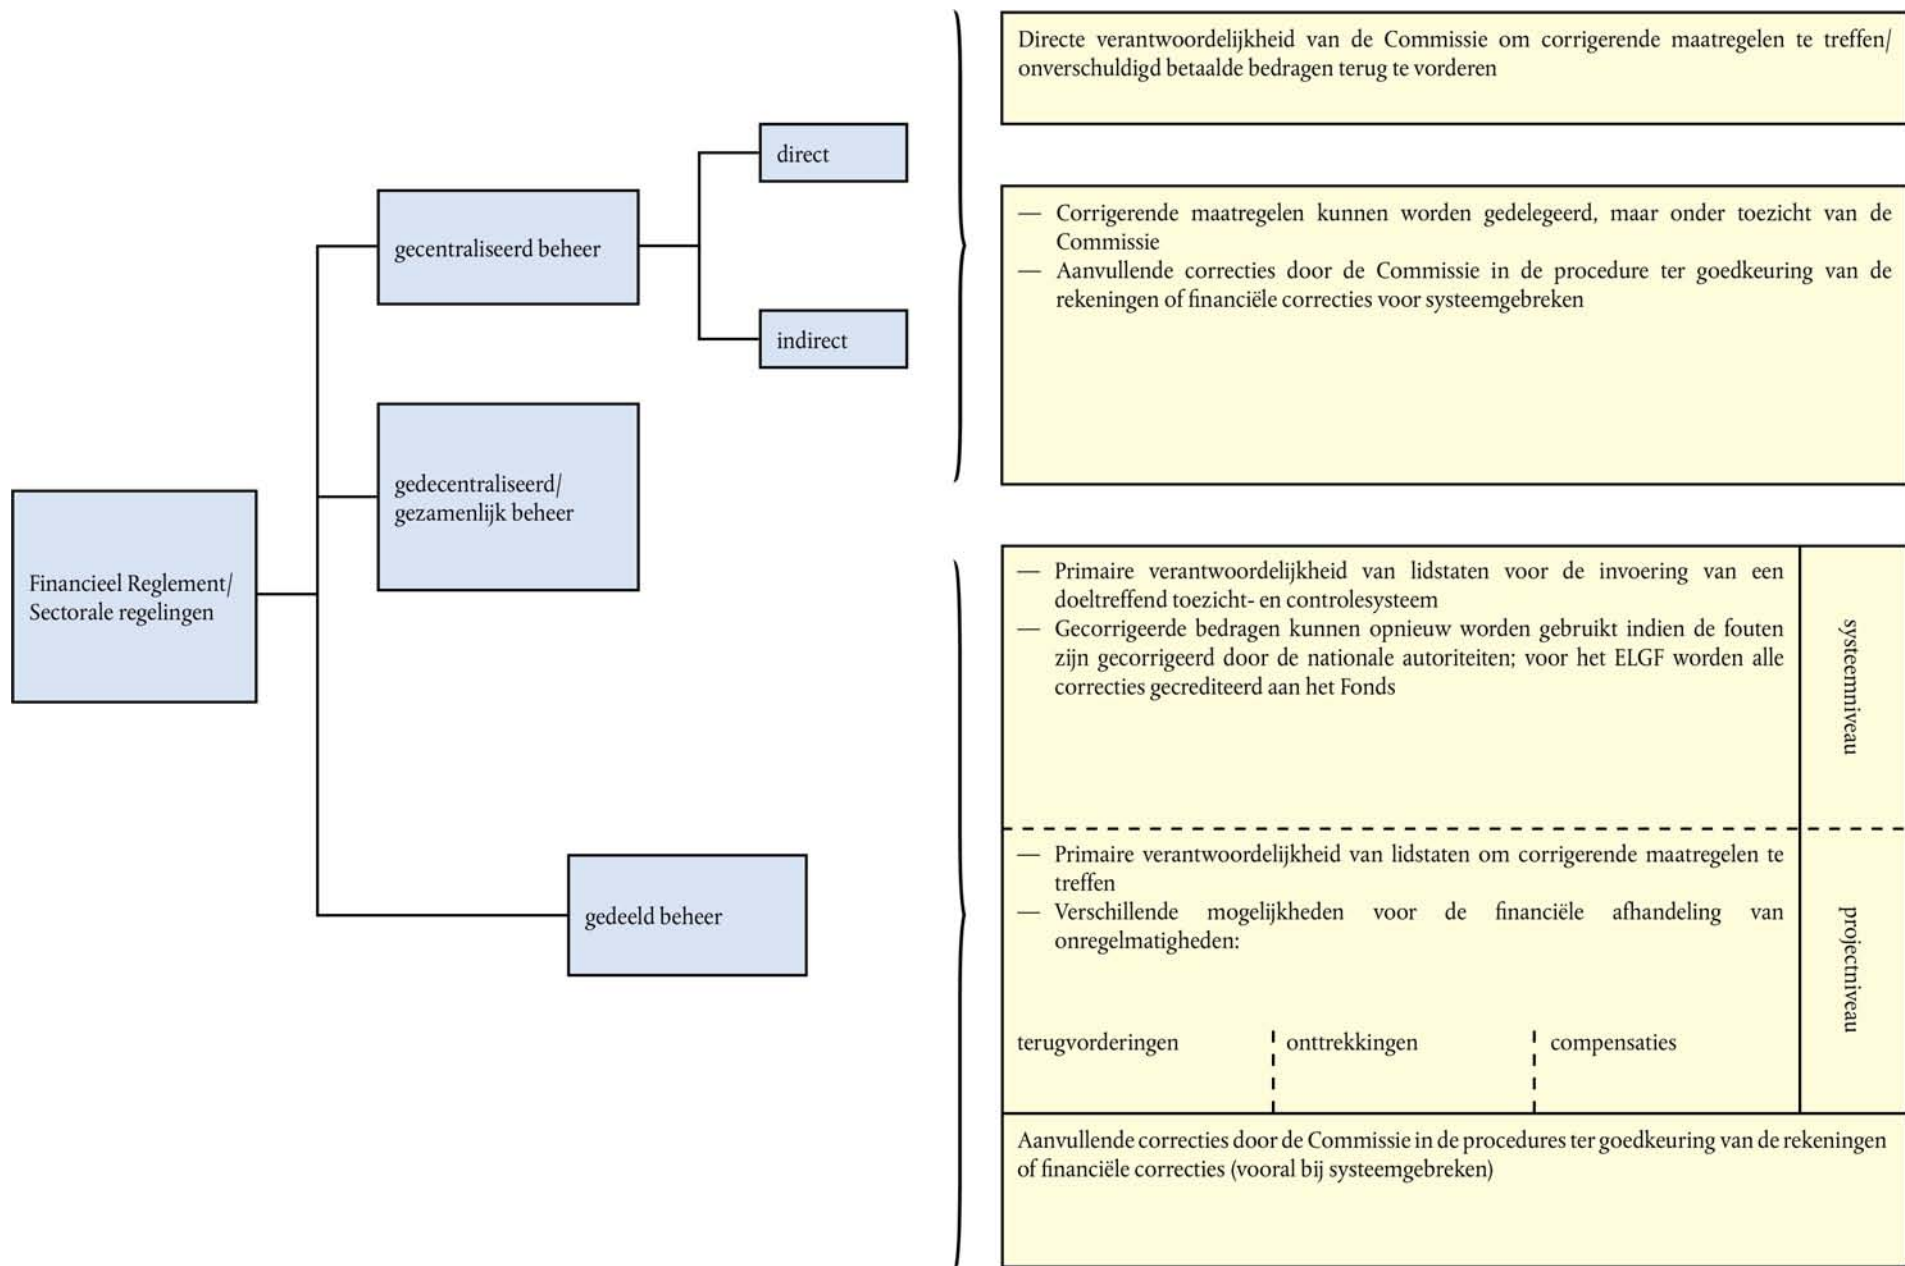 Financieel Reglement/
Sectorale regelingen
gecentraliseerd beheer
direct
indirect
gedecentraliseerd/
gezamenlijk beheer
gedeeld beheer
Directe verantwoordelijkheid van de Commissie om corrigerende maatregelen te treffen/
onverschuldigd betaalde bedragen terug te vorderen
— Corrigerende maatregelen kunnen worden gedelegeerd, maar onder toezicht van de
Commissie
— Aanvullende correcties door de Commissie in de procedure ter goedkeuring van de
rekeningen of financiële correcties voor systeemgebreken
— Primaire verantwoordelijkheid van lidstaten voor de invoering van een
doeltreffend toezicht- en controlesysteem
— Gecorrigeerde bedragen kunnen opnieuw worden gebruikt indien de fouten
zijn gecorrigeerd door de nationale autoriteiten; voor het ELGF worden alle
correcties gecrediteerd aan het Fonds
systeemniveau
— Primaire verantwoordelijkheid van lidstaten om corrigerende maatregelen te
treffen
— Verschillende mogelijkheden voor de financiële afhandeling van
onregelmatigheden:
terugvorderingen
onttrekkingen
compensaties
projectniveau
Aanvullende correcties door de Commissie in de procedures ter goedkeuring van de rekeningen
of financiële correcties (vooral bij systeemgebreken)